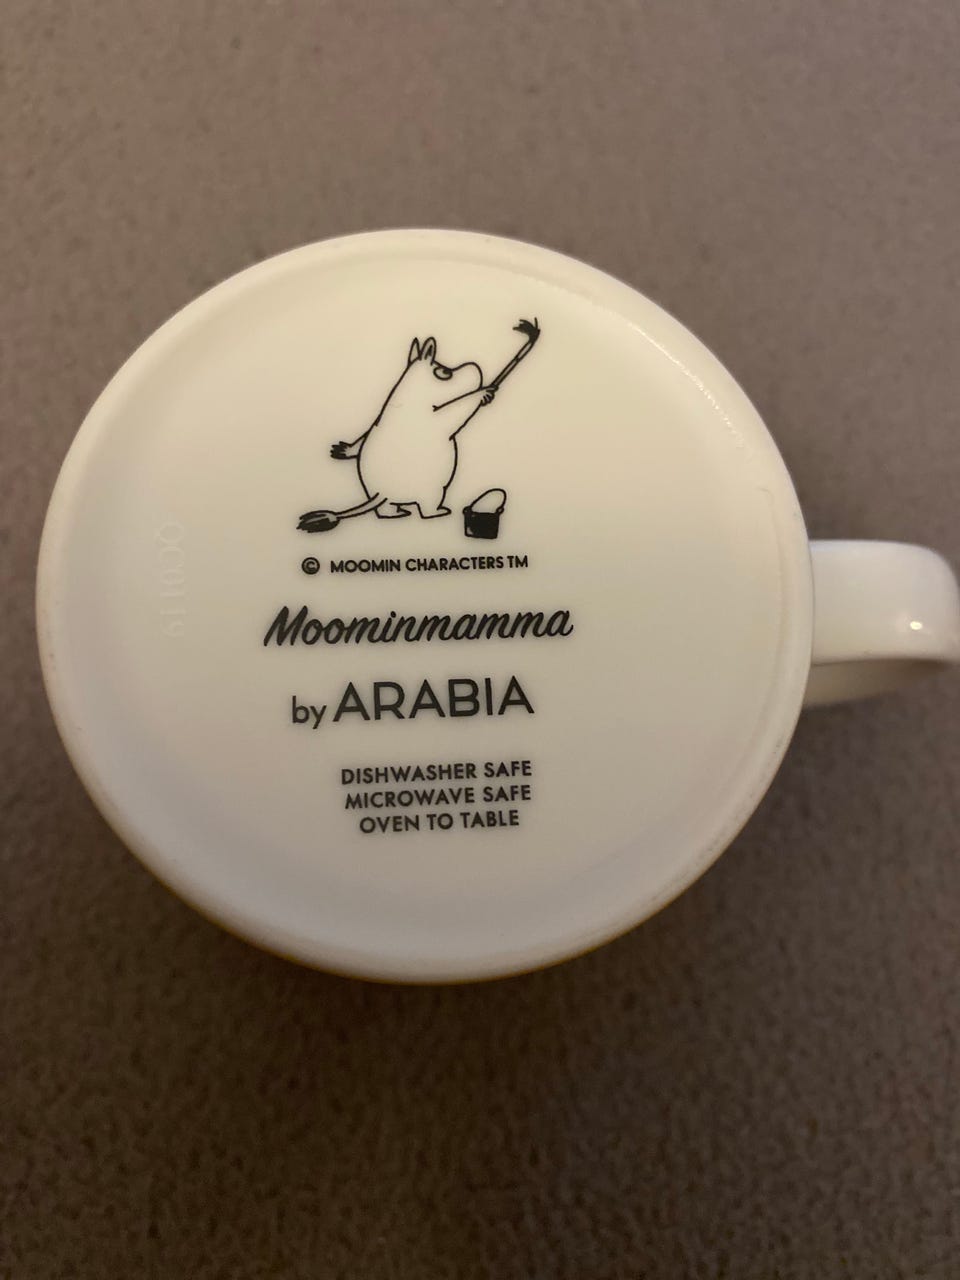 © MOOMIN CHARACTERS TM
Moominmamma
by ARABIA
DISHWASHER SAFE
MICROWAVE SAFE
OVEN TO TABLE